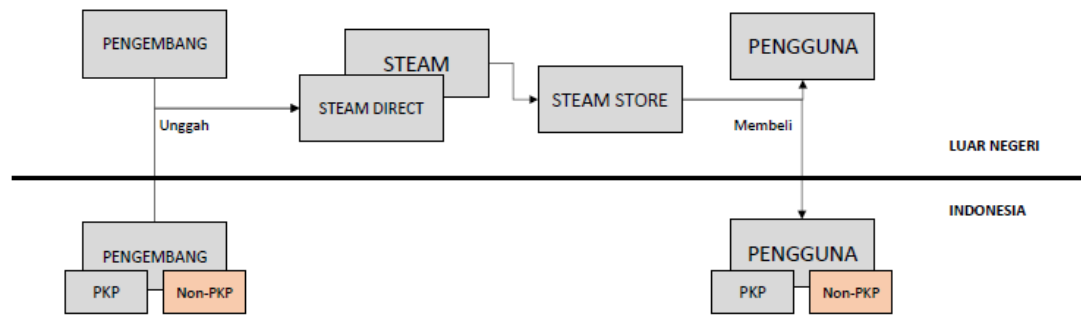 PENGEMBANG
STEAM
STEAM DIRECT
STEAM STORE
PENGGUNA
Unggah
Membeli
LUAR NEGERI
INDONESIA
PENGEMBANG
PKP
Non-PKP
PENGGUNA
PKP
Non-PKP